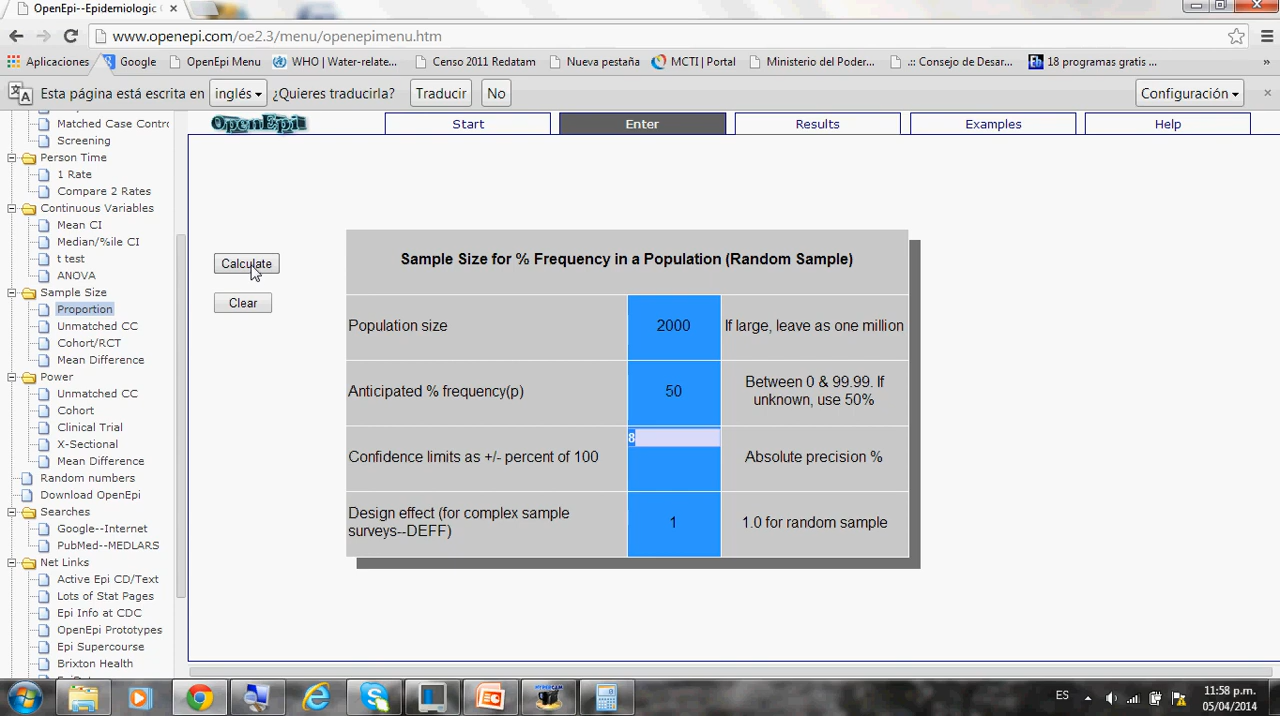 OpenEpi--Epidemiologic
www.openepi.com/oe2.3/menu/openepimenu.htm
Aplicaciones
Google
OpenEpi Menu
WHO | Water-relate...
Censo 2011 Redatam
Nueva pestaña
MCTI | Portal
Ministerio del Poder...
.:: Consejo de Desar...
18 programas gratis ...
»
Esta página está escrita en
inglés
¿Quieres traducirla?
Traducir
No
Configuración
OpenEpi
Start
Enter
Results
Examples
Help
Matched Case Contro
Screening
Person Time
1 Rate
Compare 2 Rates
Continuous Variables
Mean CI
Median/%ile CI
t test
ANOVA
Sample Size
Proportion
Unmatched CC
Cohort/RCT
Mean Difference
Power
Unmatched CC
Cohort
Clinical Trial
X-Sectional
Mean Difference
Random numbers
Download OpenEpi
Searches
Google--Internet
PubMed--MEDLARS
Net Links
Active Epi CD/Text
Lots of Stat Pages
Epi Info at CDC
OpenEpi Prototypes
Epi Supercourse
Brixton Health
Calculate
Clear
Sample Size for % Frequency in a Population (Random Sample)
Population size
2000
If large, leave as one million
Anticipated % frequency(p)
50
Between 0 & 99.99. If
unknown, use 50%
Confidence limits as +/- percent of 100
8
Absolute precision %
Design effect (for complex sample
surveys--DEFF)
1
1.0 for random sample
HYPERCAM
ES
11:58 p.m.
05/04/2014